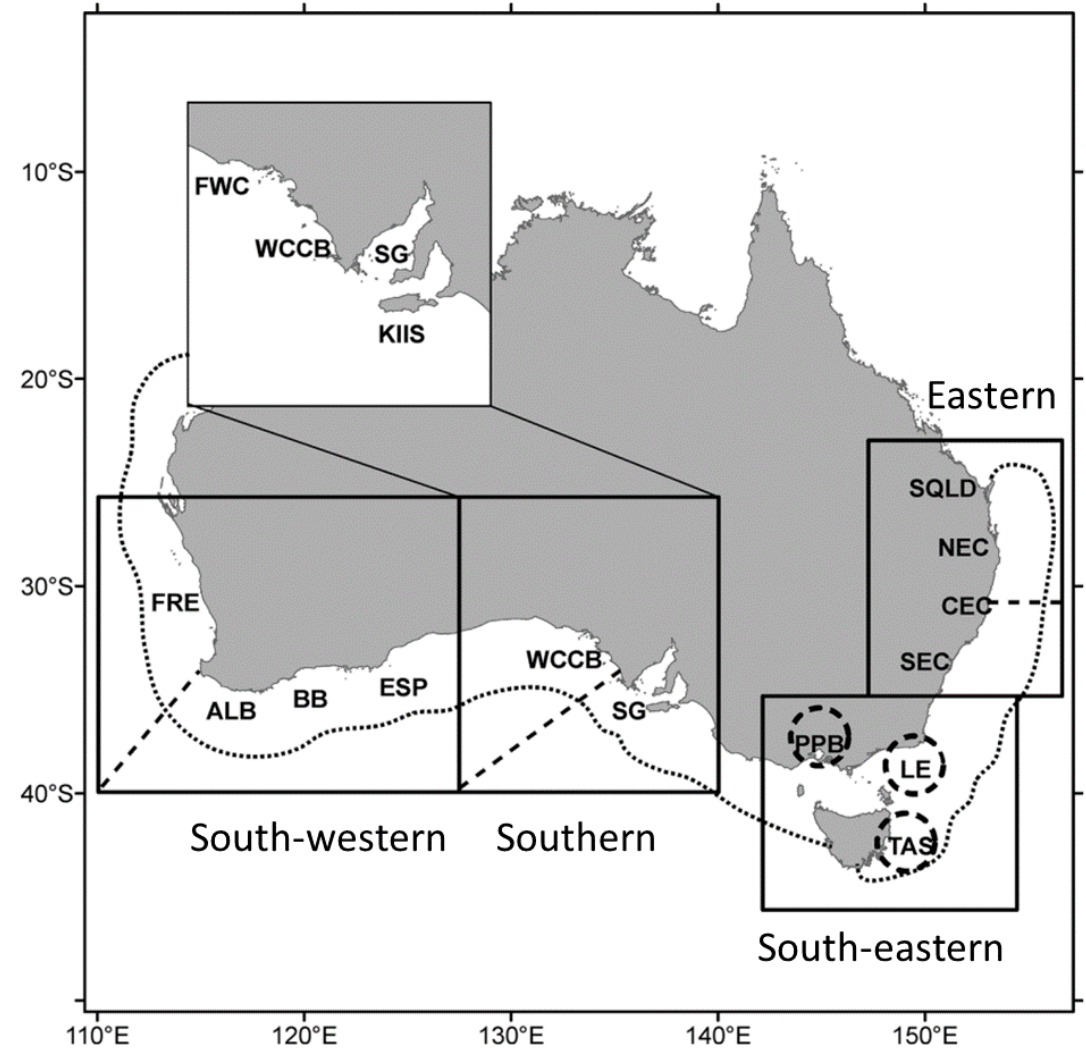 10°S
20°S
30°S
40°S
FWC
WCCB
SG
KIIS
Eastern
SQLD
NEC
CEC
SEC
FRE
ALB
BB
ESP
WCCB
SG
PPB
LE
TAS
South-western
Southern
South-eastern
110°E
120°E
130°E
140°E
150°E